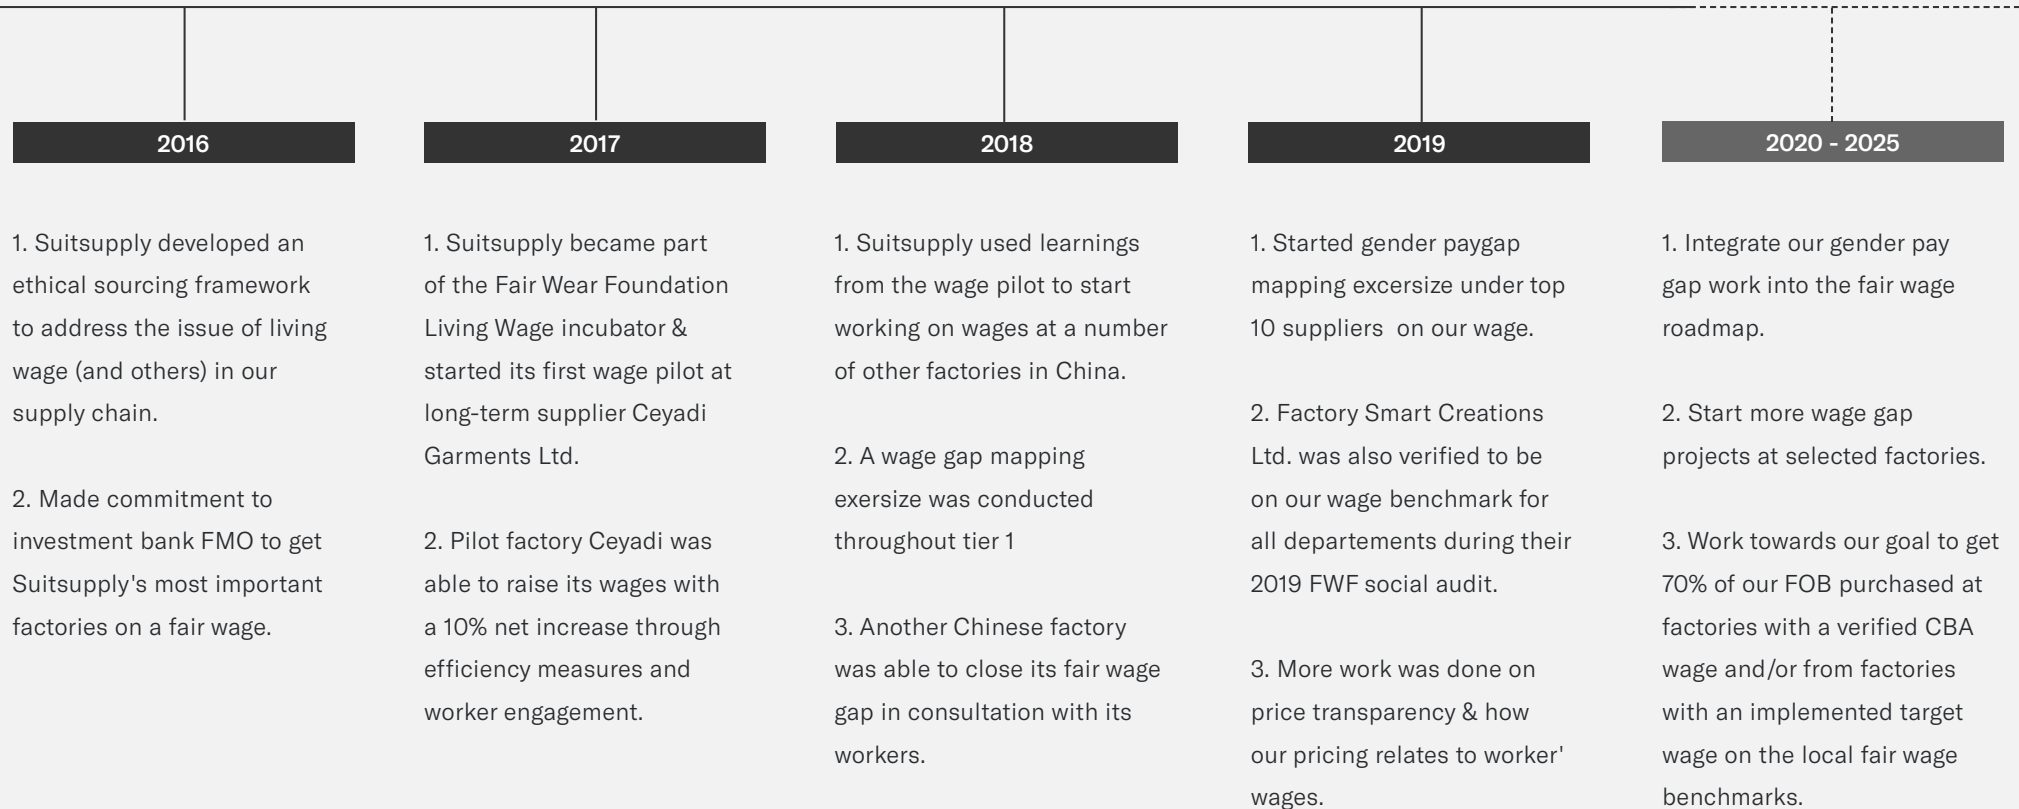 2016
1. Suitsupply developed an
ethical sourcing framework
to address the issue of living
wage (and others) in our
supply chain.
2. Made commitment to
investment bank FMO to get
Suitsupply's most important
factories on a fair wage.
2017
1. Suitsupply became part
of the Fair Wear Foundation
Living Wage incubator &
started its first wage pilot at
long-term supplier Ceyadi
Garments Ltd.
2. Pilot factory Ceyadi was
able to raise its wages with
a 10% net increase through
efficiency measures and
worker engagement.
2018
1. Suitsupply used learnings
from the wage pilot to start
working on wages at a number
of other factories in China.
2. A wage gap mapping
exersize was conducted
throughout tier 1
3. Another Chinese factory
was able to close its fair wage
gap in consultation with its
workers.
2019
1. Started gender paygap
mapping excersize under top
10 suppliers  on our wage.
2. Factory Smart Creations
Ltd. was also verified to be
on our wage benchmark for
all departements during their
2019 FWF social audit.
3. More work was done on
price transparency & how
our pricing relates to worker'
wages.
2020 - 2025
1. Integrate our gender pay
gap work into the fair wage
roadmap.
2. Start more wage gap
projects at selected factories.
3. Work towards our goal to get
70% of our FOB purchased at
factories with a verified CBA
wage and/or from factories
with an implemented target
wage on the local fair wage
benchmarks.